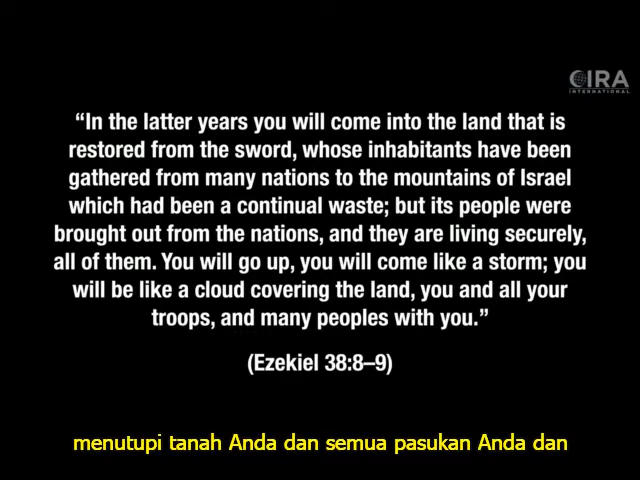 CIRA
INTERNATIONAL
“In the latter years you will come into the land that is
restored from the sword, whose inhabitants have been
gathered from many nations to the mountains of Israel
which had been a continual waste; but its people were
brought out from the nations, and they are living securely,
all of them. You will go up, you will come like a storm; you
will be like a cloud covering the land, you and all your
troops, and many peoples with you.”
(Ezekiel 38:8–9)
menutupi tanah Anda dan semua pasukan Anda dan